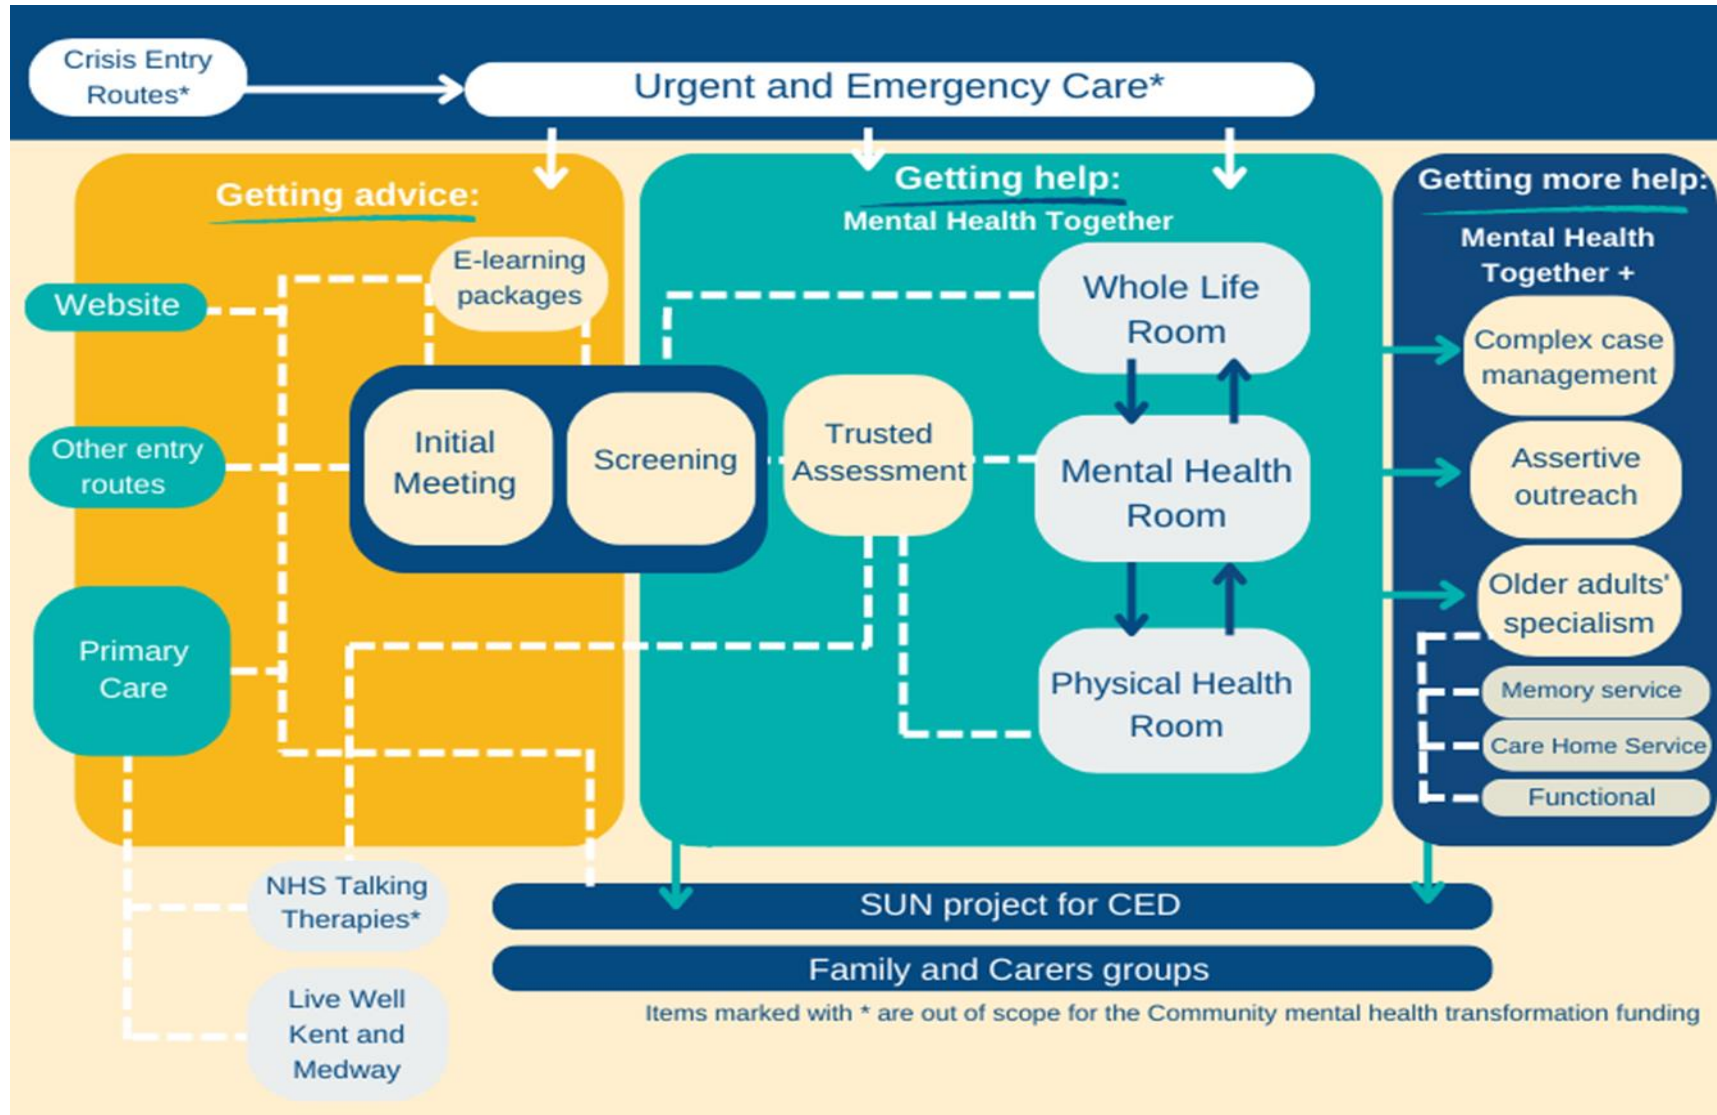 Crisis Entry
Routes*
Urgent and Emergency Care*
Getting advice:
E-learning
packages
Website
Other entry
routes
Primary
Care
Initial
Meeting
Screening
Getting help:
Mental Health Together
Trusted
Assessment
Whole Life
Room
Mental Health
Room
Physical Health
Room
Getting more help:
Mental Health
Together +
Complex case
management
Assertive
outreach
Older adults'
specialism
Memory service
Care Home Service
Functional
NHS Talking
Therapies*
Live Well
Kent and
Medway
SUN project for CED
Family and Carers groups
Items marked with * are out of scope for the Community mental health transformation funding